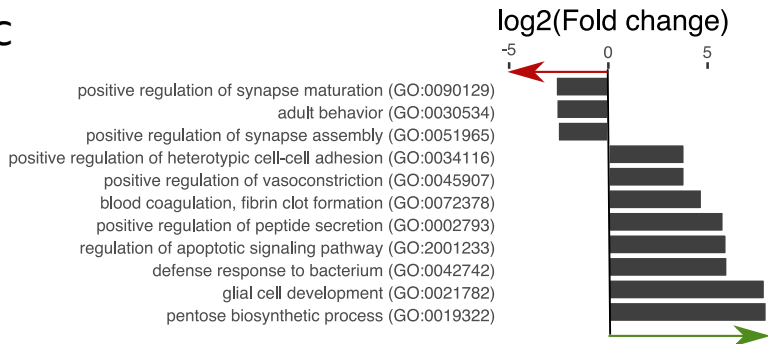 C
log2(Fold change)
-5 0 5
positive regulation of synapse maturation (GO:0090129)
adult behavior (GO:0030534)
positive regulation of synapse assembly (GO:0051965)
positive regulation of heterotypic cell-cell adhesion (GO:0034116)
positive regulation of vasoconstriction (GO:0045907)
blood coagulation, fibrin clot formation (GO:0072378)
positive regulation of peptide secretion (GO:0002793)
regulation of apoptotic signaling pathway (GO:2001233)
defense response to bacterium (GO:0042742)
glial cell development (GO:0021782)
pentose biosynthetic process (GO:0019322)